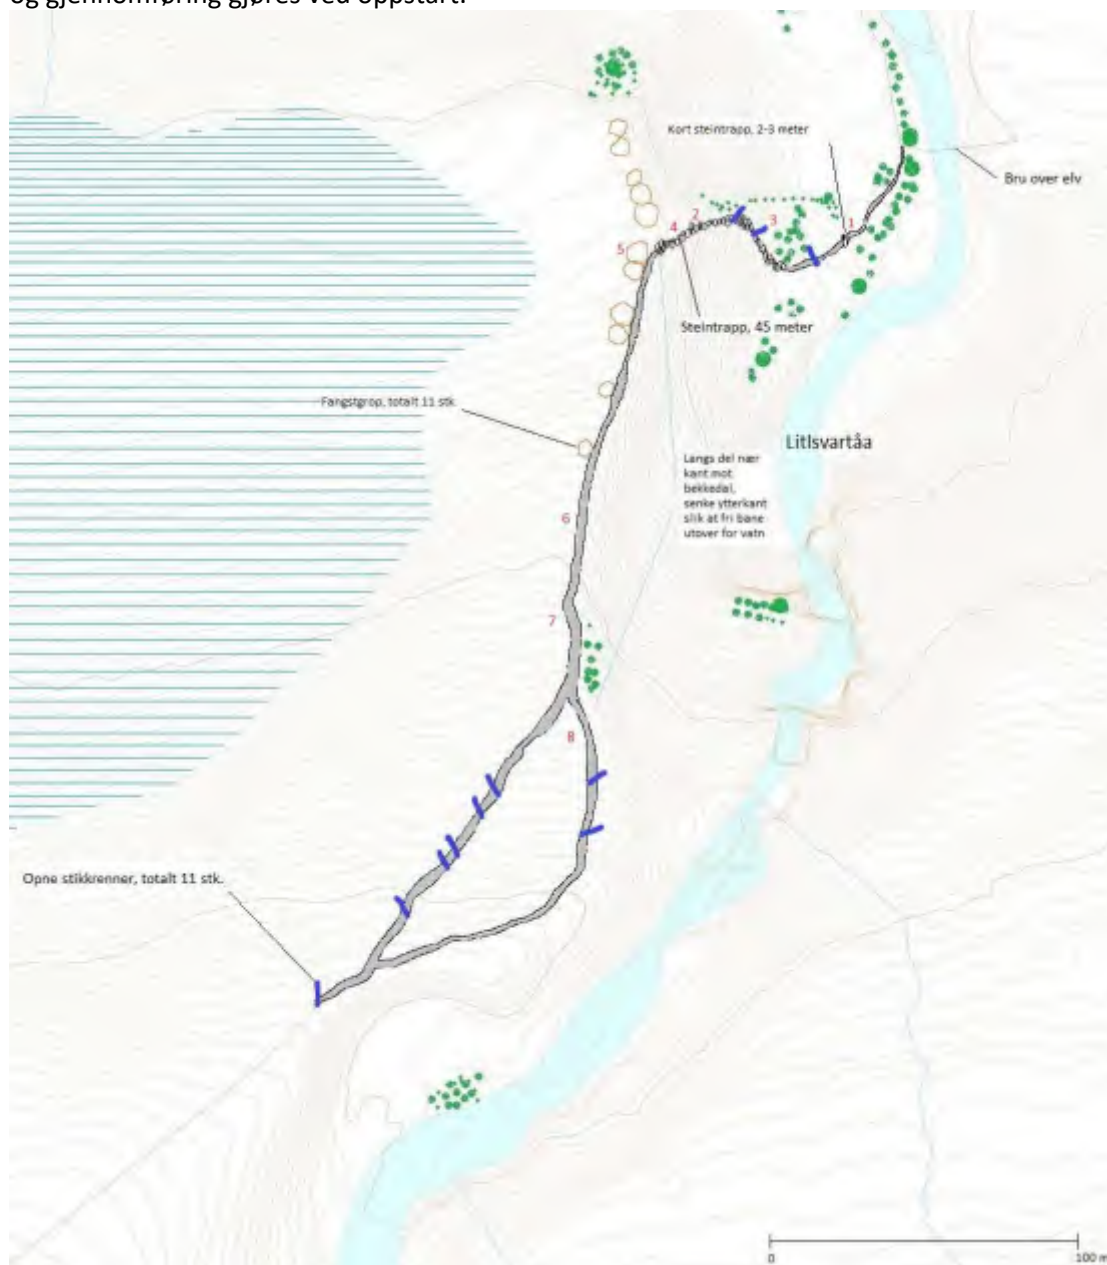 og gjennomføring gjøres ved oppstart.
Kort steintrapp, 2-3 meter
Bru over elv
1
3
2
4
5
Steintrapp, 45 meter
Fangstgrop, totalt 11 stk
Litlsvartåa
Langs del nær
kant mot
bekkedal,
senke ytterkant
slik at fri bane
utover for vatn
6
7
8
Opne stikkrenner, totalt 11 stk.
0
100 m